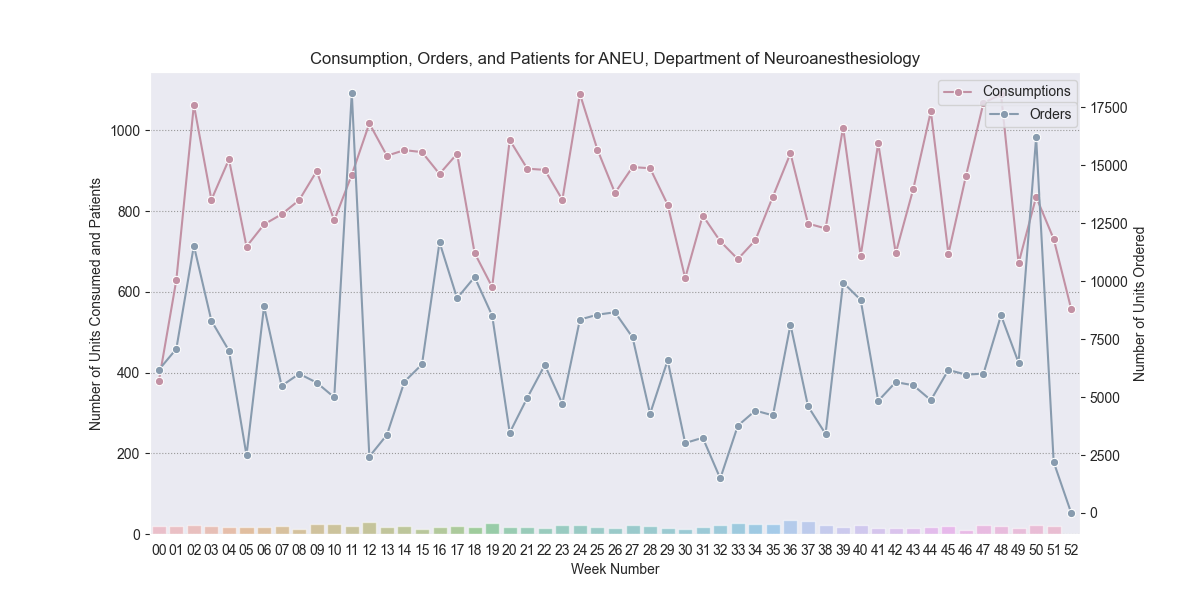 Consumption, Orders, and Patients for ANEU, Department of Neuroanesthesiology
Consumptions
Orders
Number of Units Consumed and Patients
1000
800
600
400
200
0
17500
15000
12500
10000
7500
5000
2500
0
Number of Units Ordered
00 01 02 03 04 05 06 07 08 09 10 11 12 13 14 15 16 17 18 19 20 21 22 23 24 25 26 27 28 29 30 31 32 33 34 35 36 37 38 39 40 41 42 43 44 45 46 47 48 49 50 51 52
Week Number